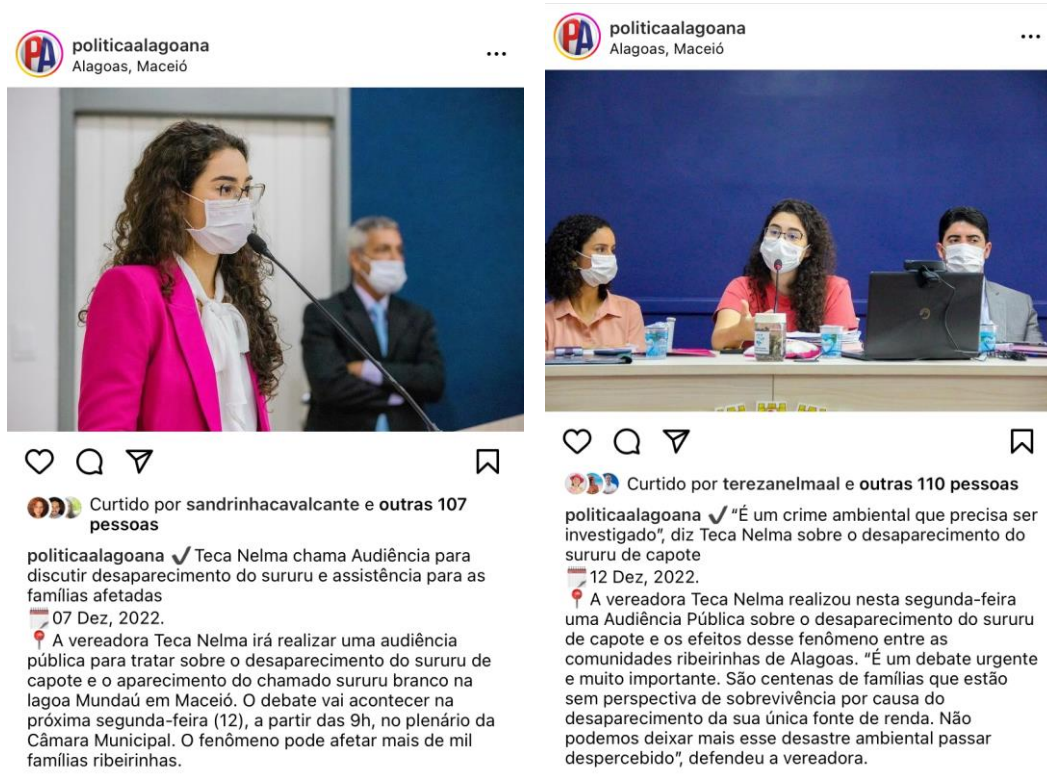 PA
politicaalagoana
Alagoas, Maceió
Curtido por sandrinhacavalcante e outras 107
pessoas
politicaalagoana ✔️Teca Nelma chama Audiência para
discutir desaparecimento do sururu e assistência para as
famílias afetadas
🗓️07 Dez, 2022.
📍 A vereadora Teca Nelma irá realizar uma audiência
pública para tratar sobre o desaparecimento do sururu de
capote e o aparecimento do chamado sururu branco na
lagoa Mundaú em Maceió. O debate vai acontecer na
próxima segunda-feira (12), a partir das 9h, no plenário da
Câmara Municipal. O fenômeno pode afetar mais de mil
famílias ribeirinhas.
PA
politicaalagoana
Alagoas, Maceió
Curtido por terezanelmaal e outras 110 pessoas
politicaalagoana ✔️“É um crime ambiental que precisa ser
investigado”, diz Teca Nelma sobre o desaparecimento do
sururu de capote
🗓️12 Dez, 2022.
📍 A vereadora Teca Nelma realizou nesta segunda-feira
uma Audiência Pública sobre o desaparecimento do sururu
de capote e os efeitos desse fenômeno entre as
comunidades ribeirinhas de Alagoas. “É um debate urgente
e muito importante. São centenas de famílias que estão
sem perspectiva de sobrevivência por causa do
desaparecimento da sua única fonte de renda. Não
podemos deixar mais esse desastre ambiental passar
despercebido”, defendeu a vereadora.